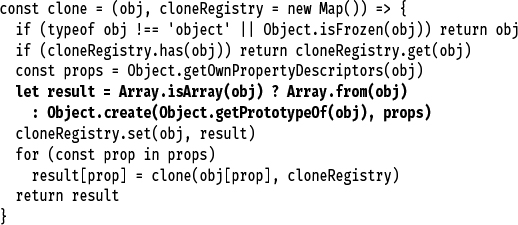 const clone = (obj, cloneRegistry = new Map()) => {
  if (typeof obj !== 'object' || Object.isFrozen(obj)) return obj
  if (cloneRegistry.has(obj)) return cloneRegistry.get(obj)
  const props = Object.getOwnPropertyDescriptors(obj)
  let result = Array.isArray(obj) ? Array.from(obj)
    : Object.create(Object.getPrototypeOf(obj), props)
  cloneRegistry.set(obj, result)
  for (const prop in props)
    result[prop] = clone(obj[prop], cloneRegistry)
  return result
}